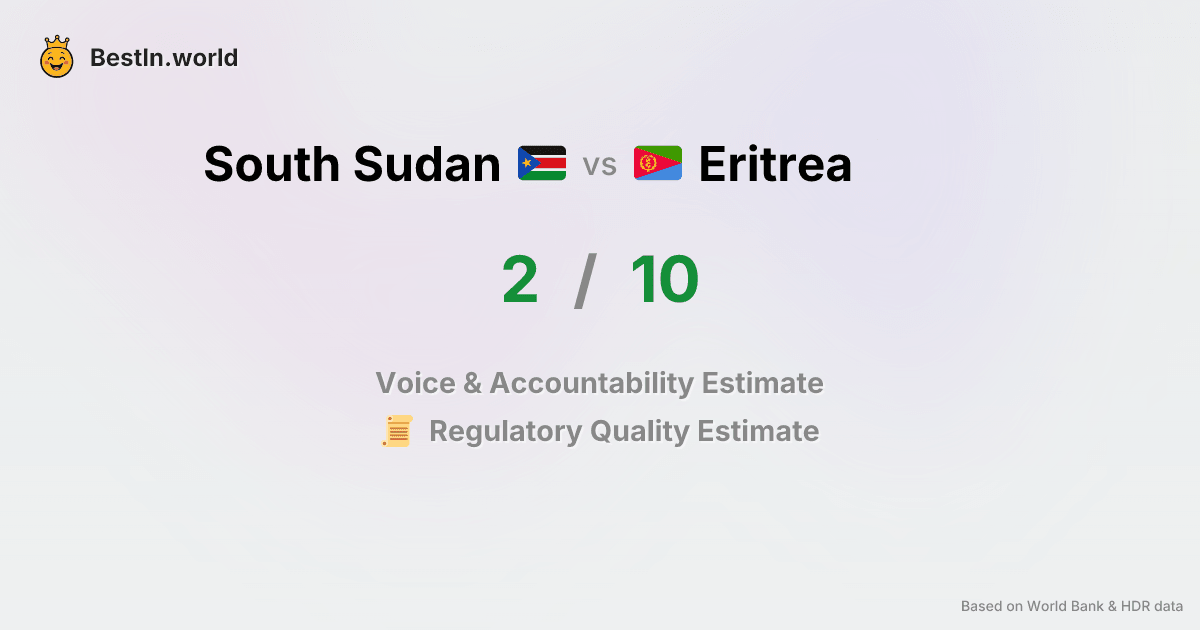 BestIn.world
South Sudan vs Eritrea
2 / 10
Voice & Accountability Estimate
Regulatory Quality Estimate
Based on World Bank & HDR data